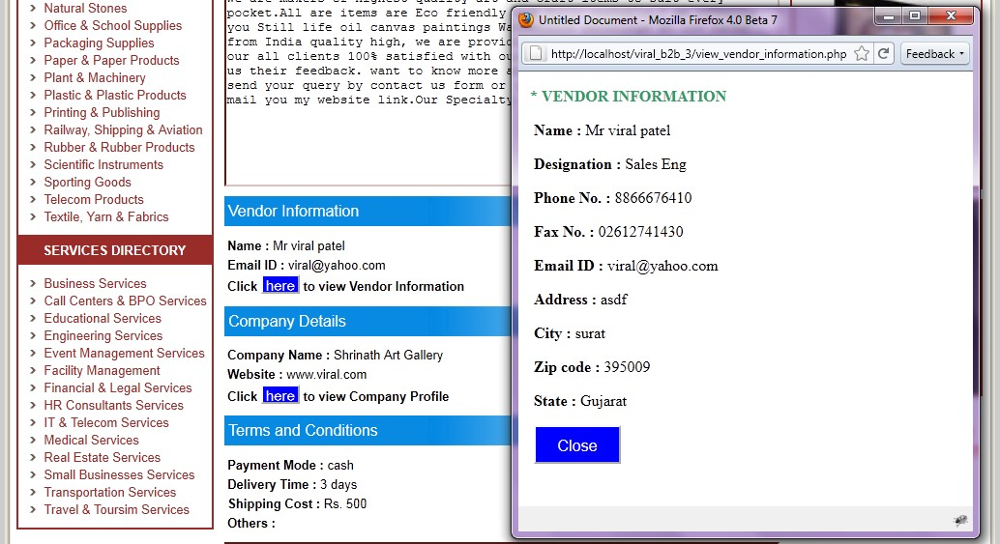 Natural Stones
Office & School Supplies
Packaging Supplies
Paper & Paper Products
Plant & Machinery
Plastic & Plastic Products
Printing & Publishing
Railway, Shipping & Aviation
Rubber & Rubber Products
Scientific Instruments
Sporting Goods
Telecom Products
Textile, Yarn & Fabrics
SERVICES DIRECTORY
Business Services
Call Centers & BPO Services
Educational Services
Engineering Services
Event Management Services
Facility Management
Financial & Legal Services
HR Consultants Services
IT & Telecom Services
Medical Services
Real Estate Services
Small Businesses Services
Transportation Services
Travel & Toursim Services
pocket.All are items are Eco friendly
you Still life oil canvas paintings Wa
from India quality high, we are provid
our all clients 100% satisfied with ou
us their feedback. want to know more a
send your query by contact us form or
mail you my website link.Our Specialty
Vendor Information
Name : Mr viral patel
Email ID : viral@yahoo.com
Click here to view Vendor Information
Company Details
Company Name : Shrinath Art Gallery
Website : www.viral.com
Click here to view Company Profile
Terms and Conditions
Payment Mode : cash
Delivery Time : 3 days
Shipping Cost : Rs. 500
Others :
Untitled Document - Mozilla Firefox 4.0 Beta 7
http://localhost/viral_b2b_3/view_vendor_information.php
Feedback
* VENDOR INFORMATION
Name : Mr viral patel
Designation : Sales Eng
Phone No. : 8866676410
Fax No. : 02612741430
Email ID : viral@yahoo.com
Address : asdf
City : surat
Zip code : 395009
State : Gujarat
Close